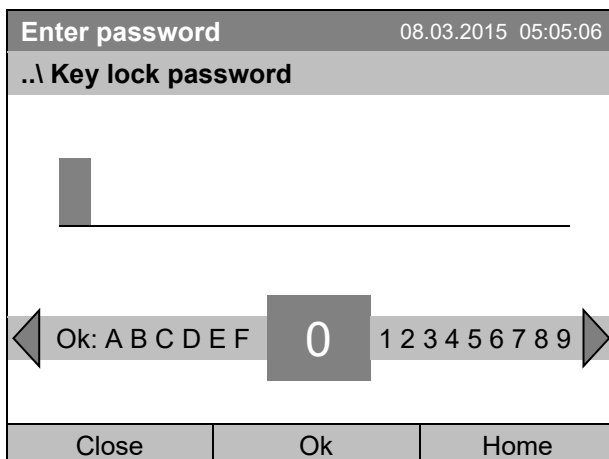 Enter password 08.03.2015 05:05:06
..\ Key lock password
Ok: A B C D E F 0 1 2 3 4 5 6 7 8 9
Close Ok Home